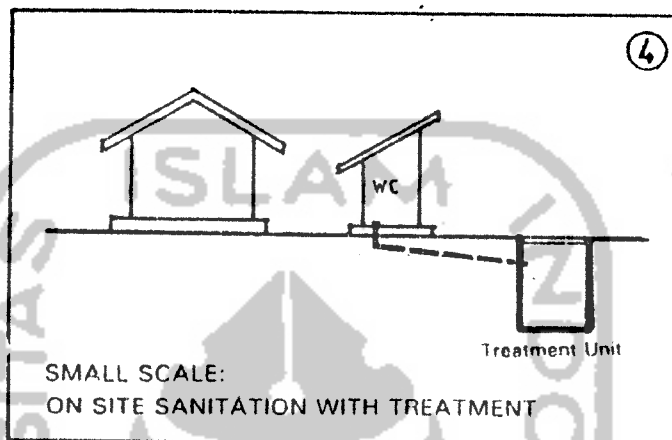 4
ISLAM
WC
Treatment Unit
SMALL SCALE:
ON SITE SANITATION WITH TREATMENT